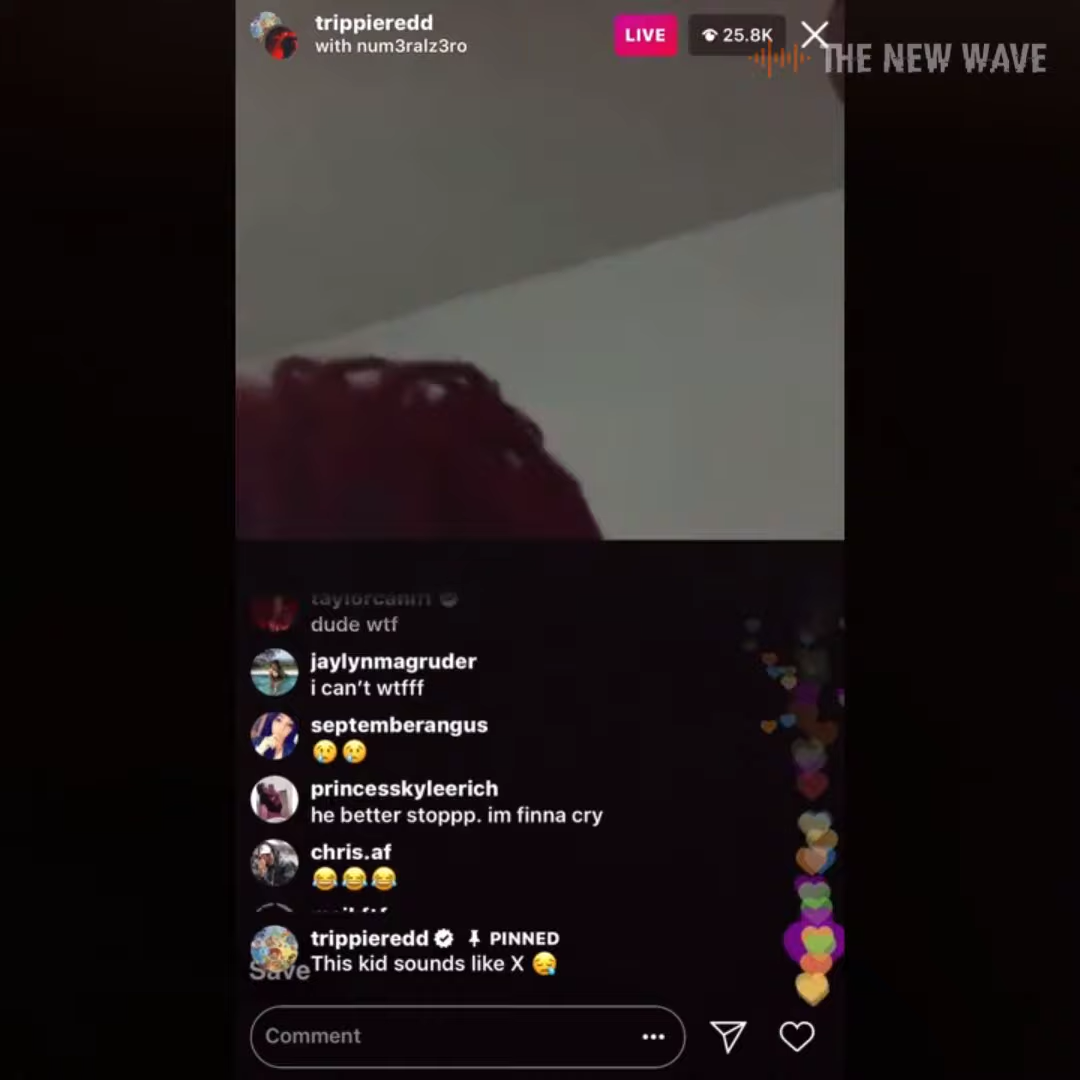 trippieredd
with num3ralz3ro
LIVE
25.8K
THE NEW WAVE
dude wtf
jaylynmagruder
i can't wtfff
septemberangus
😢 😢
princesskyleerich
he better stoppp. im finna cry
chris.af
😂😂😂
trippieredd PINNED
This kid sounds like X 😪
Save
Comment